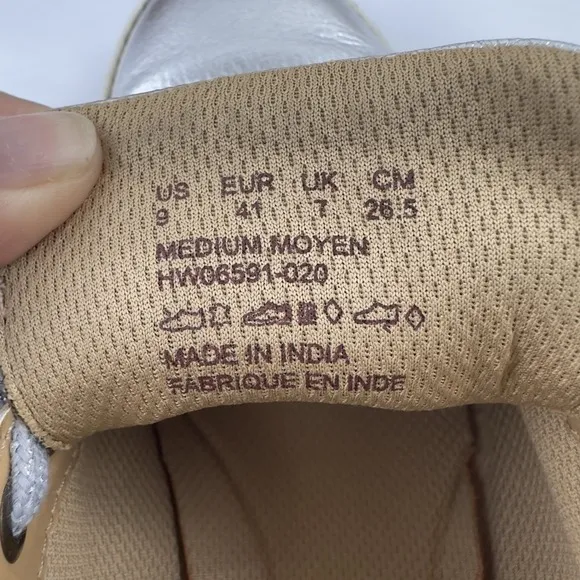 US EUR UK CM
9 41 7 26.5
MEDIUM MOYEN
HW06591-020
MADE IN INDIA
FABRIQUE EN INDE